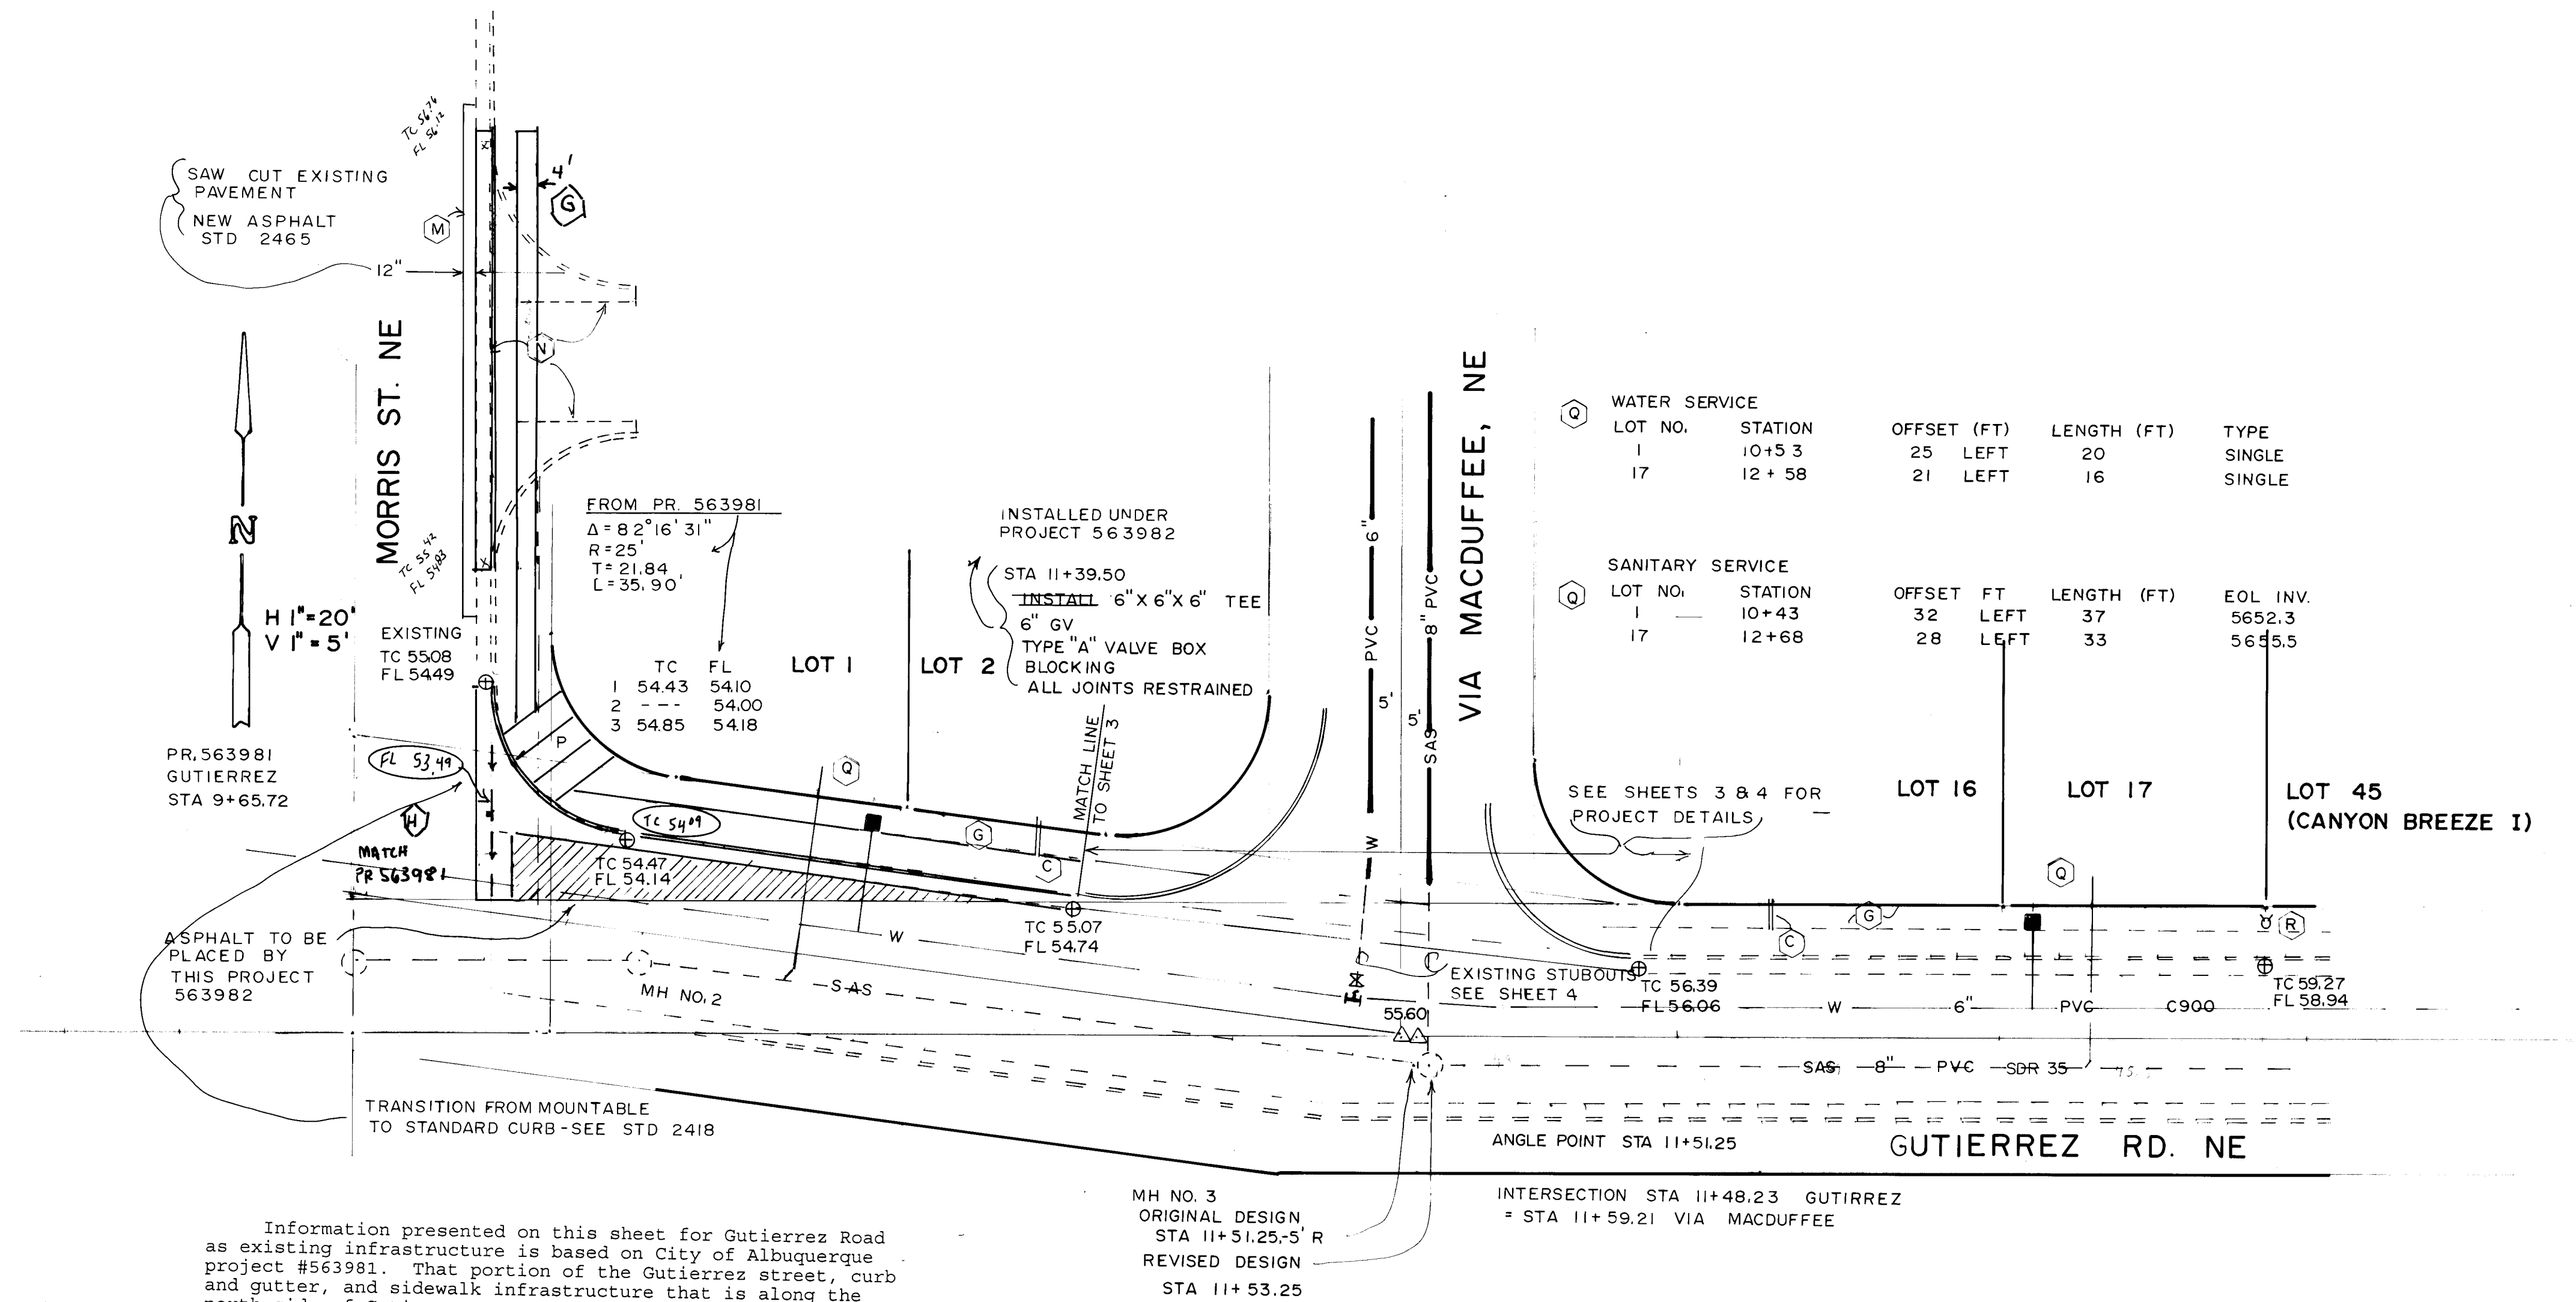 TC 56.76
FL 56.12
SAW CUT EXISTING
PAVEMENT
NEW ASPHALT
STD 2465
M
4'
G
12"
N
MORRIS ST. NE
N
TC 55.42
FL 54.83
H 1"=20'
V 1"=5'
EXISTING
TC 55.08
FL 54.49
FROM PR. 563981
Δ=82°16'31"
R=25'
T=21.84
L=35.90'
TC FL
1 54.43 54.10
2 --- 54.00
3 54.85 54.18
LOT 1
LOT 2
INSTALLED UNDER
PROJECT 563982
STA 11+39.50
INSTALL 6"X 6"X 6" TEE
6" GV
TYPE "A" VALVE BOX
BLOCKING
ALL JOINTS RESTRAINED
MATCH LINE
TO SHEET 3
W PVC 6"
5'
5'
SAS 8" PVC
VIA MACDUFFEE, NE
Q
WATER SERVICE
LOT NO. STATION OFFSET (FT) LENGTH (FT) TYPE
1 10+53 25 LEFT 20 SINGLE
17 12+58 21 LEFT 16 SINGLE
Q
SANITARY SERVICE
LOT NO. STATION OFFSET FT LENGTH (FT) EOL INV.
1 — 10+43 32 LEFT 37 5652.3
17 12+68 28 LEFT 33 5655.5
SEE SHEETS 3 & 4 FOR
PROJECT DETAILS
LOT 16
LOT 17
LOT 45
(CANYON BREEZE I)
PR. 563981
GUTIERREZ
STA 9+65.72
FL 53.49
P
Q
H
TC 54.09
G
C
MATCH
PR 563981
TC 54.47
FL 54.14
TC 55.07
FL 54.74
ASPHALT TO BE
PLACED BY
THIS PROJECT
563982
W
MH NO. 2
SAS
Q
G
C
R
EXISTING STUBOUTS
SEE SHEET 4
55.60
TC 56.39
FL 56.06
W 6" PVC C900
TC 59.27
FL 58.94
SAS 8" PVC SDR 35
TRANSITION FROM MOUNTABLE
TO STANDARD CURB-SEE STD 2418
ANGLE POINT STA 11+51.25
GUTIERREZ RD. NE
MH NO. 3
ORIGINAL DESIGN
STA 11+51.25,-5' R
REVISED DESIGN
STA 11+53.25
INTERSECTION STA 11+48.23 GUTIRREZ
= STA 11+59.21 VIA MACDUFFEE
Information presented on this sheet for Gutierrez Road
as existing infrastructure is based on City of Albuquerque
project #563981. That portion of the Gutierrez street, curb
and gutter, and sidewalk infrastructure that is along the